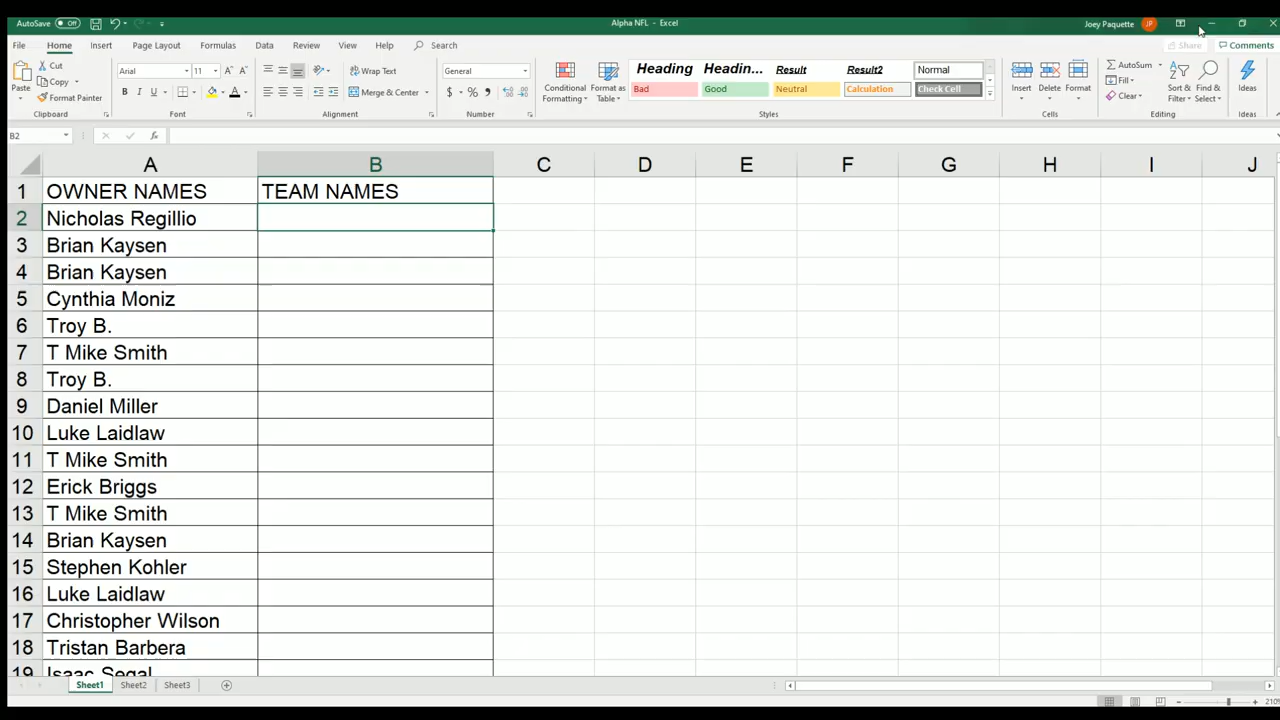 AutoSave Off Alpha NFL - Excel Joey Paquette JP
File Home Insert Page Layout Formulas Data Review View Help Search Share Comments
Paste Cut Copy Format Painter Clipboard
Arial 11 A A B I U A Font
Wrap Text Merge & Center Alignment
General $ % , Number
Conditional Formatting Format as Table
Heading Headin... Result Result2 Normal
Bad Good Neutral Calculation Check Cell
Styles
Insert Delete Format Cells
AutoSum Fill Clear Sort & Filter Find & Select Editing
Ideas Ideas
B2 fx
A B C D E F G H I J
1 OWNER NAMES TEAM NAMES
2 Nicholas Regillio
3 Brian Kaysen
4 Brian Kaysen
5 Cynthia Moniz
6 Troy B.
7 T Mike Smith
8 Troy B.
9 Daniel Miller
10 Luke Laidlaw
11 T Mike Smith
12 Erick Briggs
13 T Mike Smith
14 Brian Kaysen
15 Stephen Kohler
16 Luke Laidlaw
17 Christopher Wilson
18 Tristan Barbera
19 Isaac Segal
Sheet1 Sheet2 Sheet3